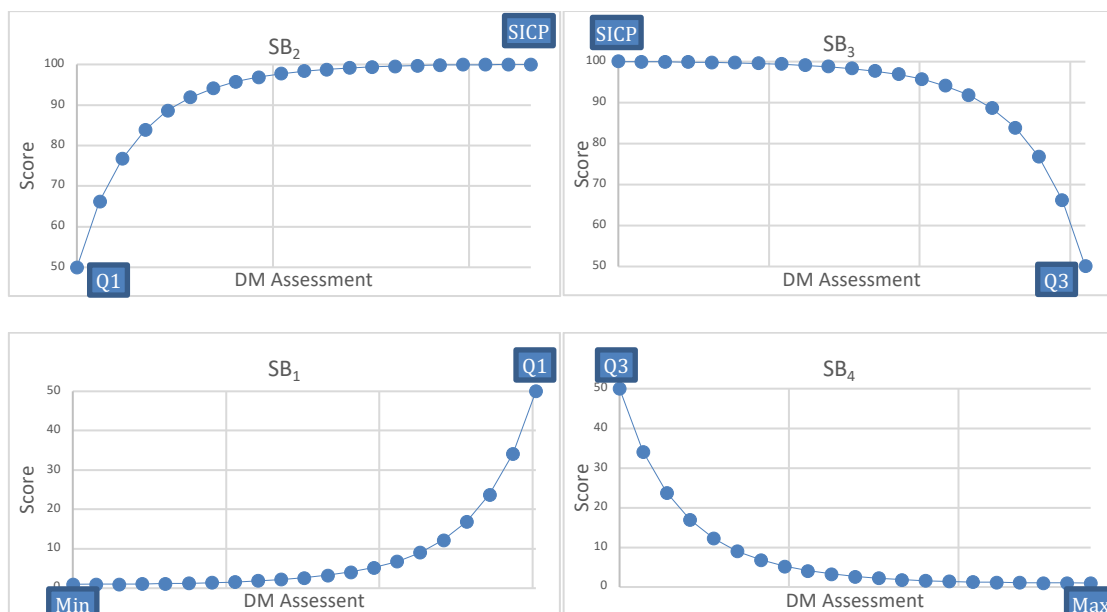 SICP
SB2
100
90
80
70
60
50
Score
Q1
DM Assessment
SICP
SB3
100
90
80
70
60
50
Score
Q3
DM Assessment
SB1
Q1
50
40
30
20
10
0
Score
Min
DM Assessent
Q3
SB4
50
40
30
20
10
0
Score
DM Assessment
Max